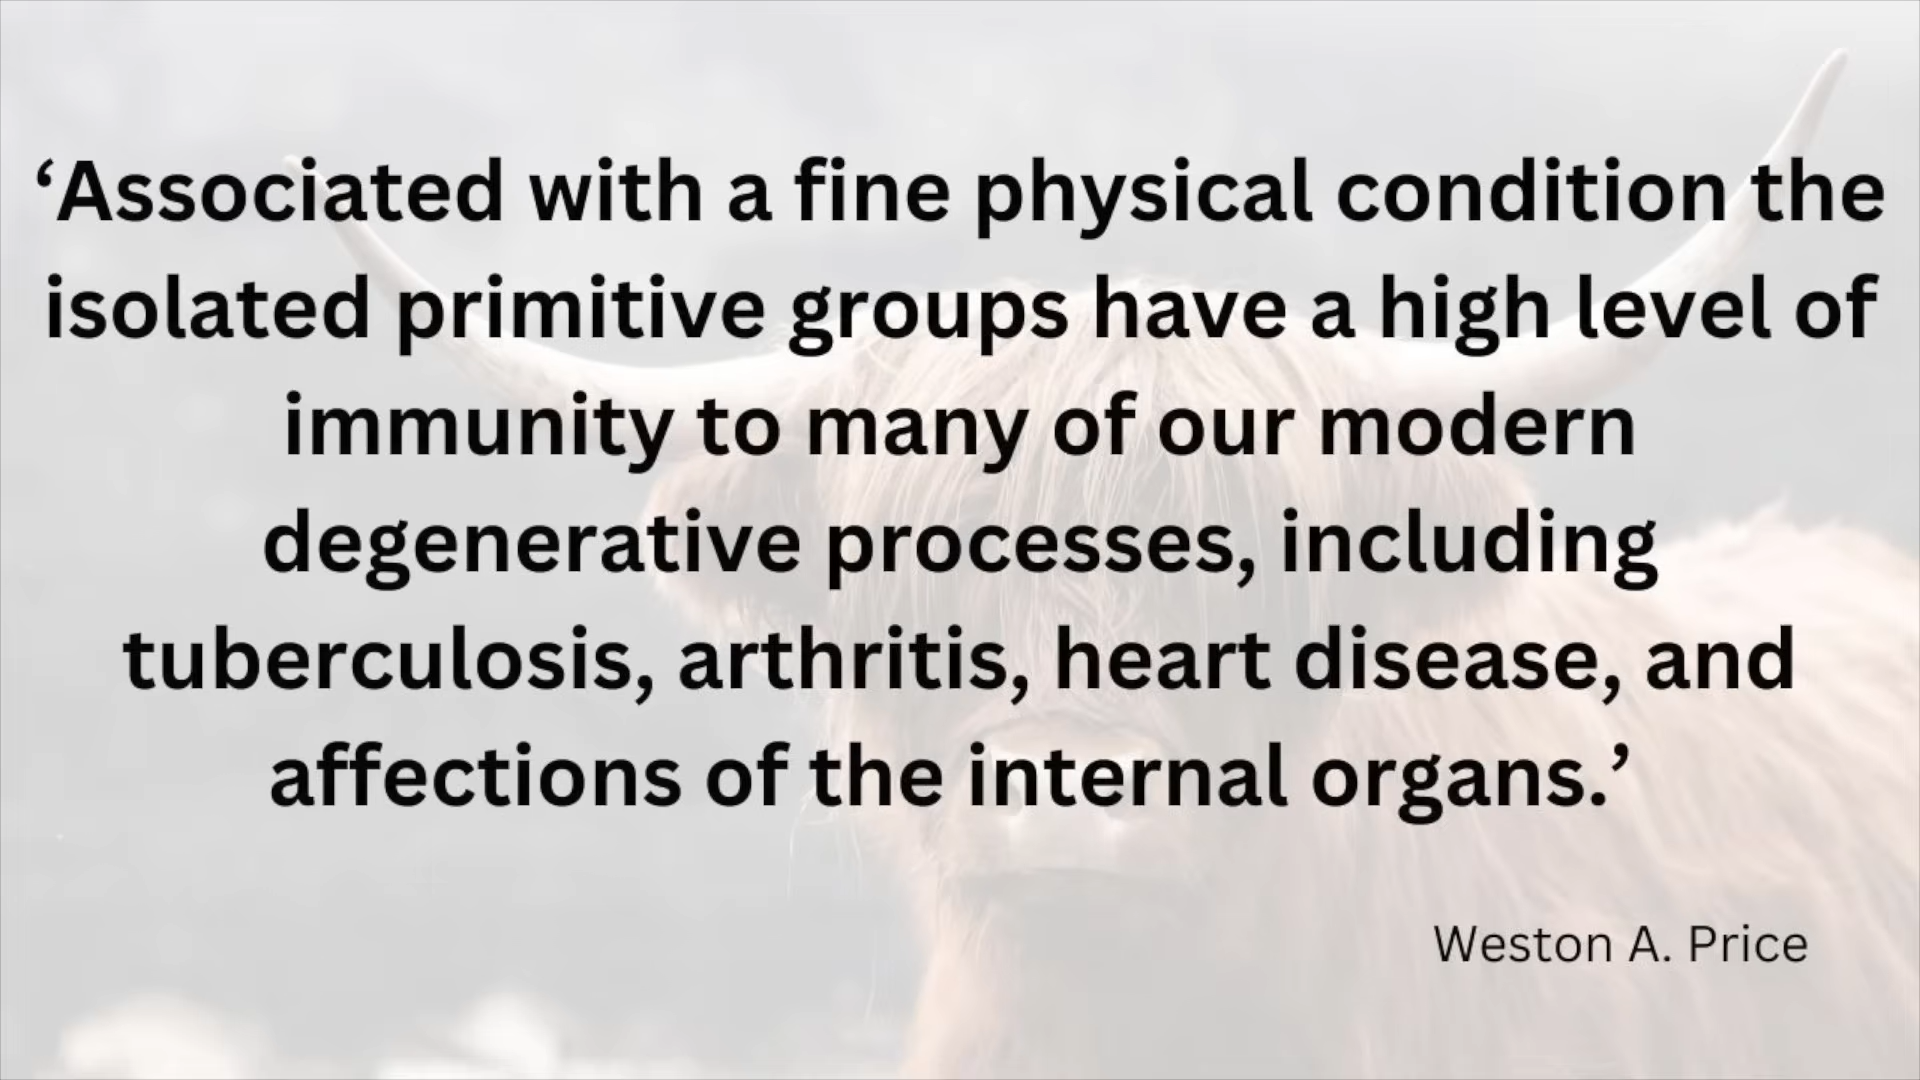 ‘Associated with a fine physical condition the
isolated primitive groups have a high level of
immunity to many of our modern
degenerative processes, including
tuberculosis, arthritis, heart disease, and
affections of the internal organs.’
Weston A. Price